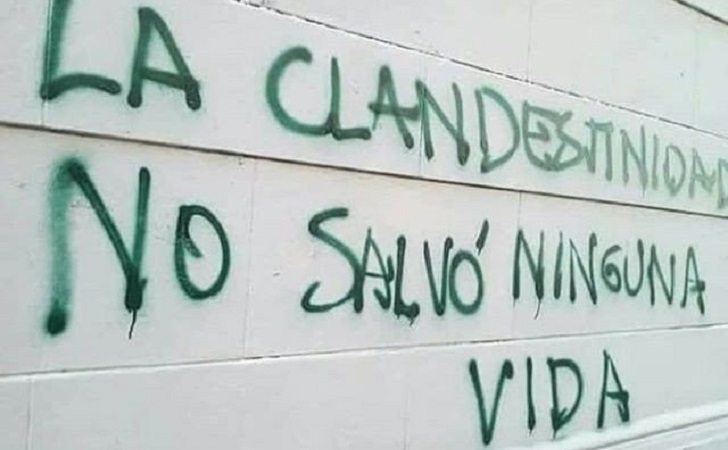 LA CLANDESTINIDAD
NO SALVÓ NINGUNA
VIDA